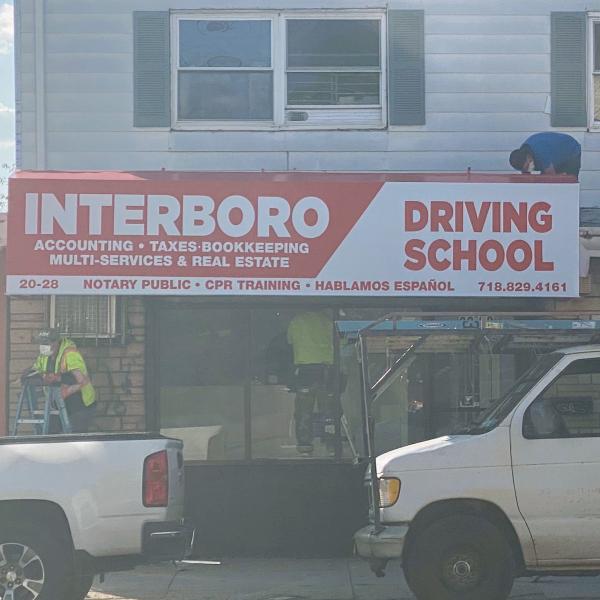 INTERBORO
ACCOUNTING • TAXES·BOOKKEEPING
MULTI-SERVICES & REAL ESTATE
DRIVING
SCHOOL
20-28 NOTARY PUBLIC • CPR TRAINING • HABLAMOS ESPAÑOL 718.829.4161